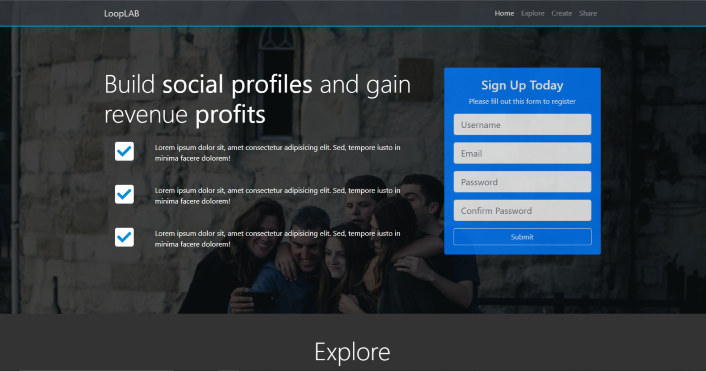 LoopLAB
Home Explore Create Share
Build social profiles and gain
revenue profits
Lorem ipsum dolor sit, amet consectetur adipisicing elit. Sed, tempore iusto in
minima facere dolorem!
Lorem ipsum dolor sit, amet consectetur adipisicing elit. Sed, tempore iusto in
minima facere dolorem!
Lorem ipsum dolor sit, amet consectetur adipisicing elit. Sed, tempore iusto in
minima facere dolorem!
Sign Up Today
Please fill out this form to register
Username
Email
Password
Confirm Password
Submit
Explore